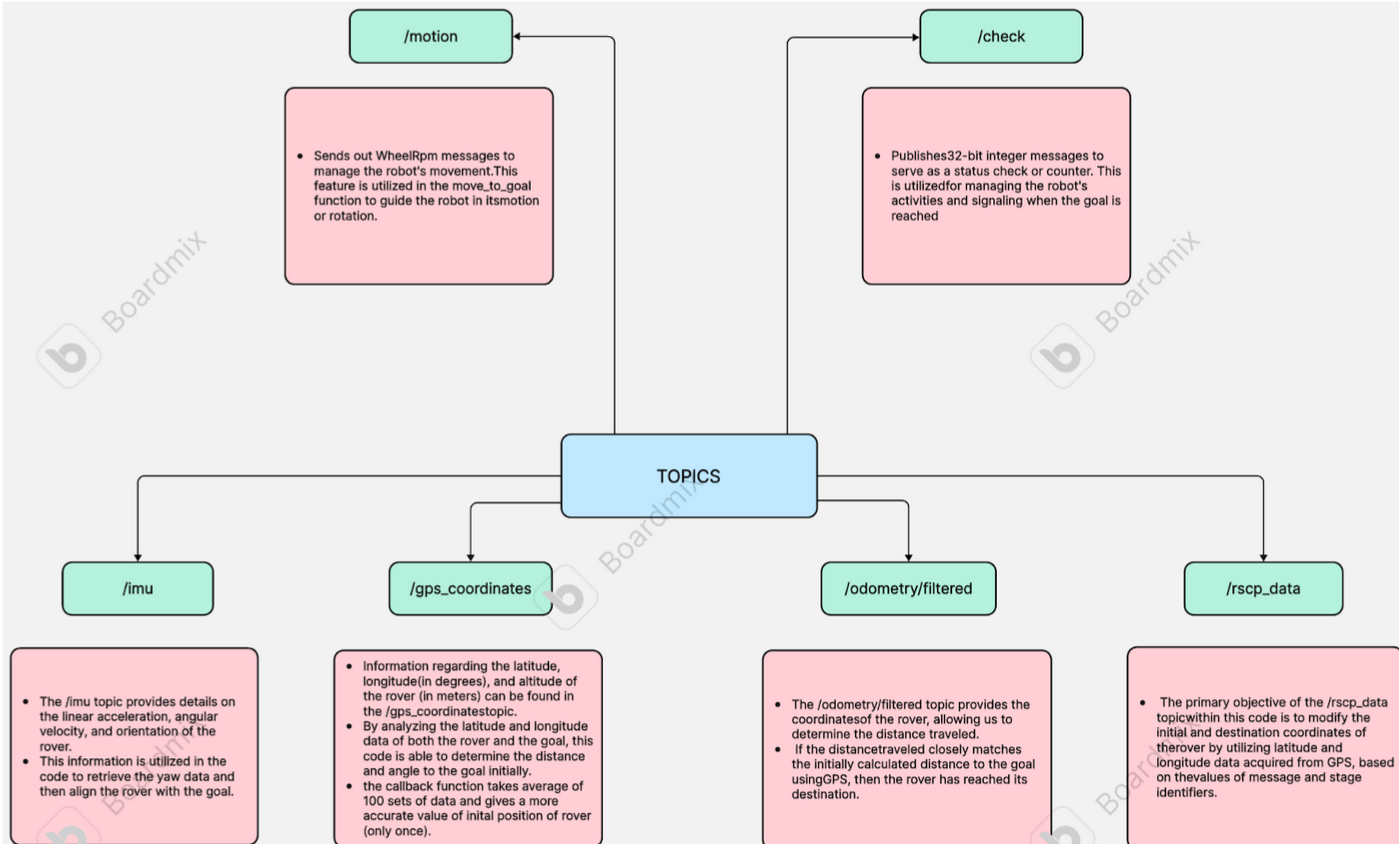 /motion
/check
• Sends out WheelRpm messages to
manage the robot's movement.This
feature is utilized in the move_to_goal
function to guide the robot in itsmotion
or rotation.
• Publishes32-bit integer messages to
serve as a status check or counter. This
is utilizedfor managing the robot's
activities and signaling when the goal is
reached
Boardmix
Boardmix
TOPICS
Boardmix
/imu
/gps_coordinates
/odometry/filtered
/rscp_data
• The /imu topic provides details on
the linear acceleration, angular
velocity, and orientation of the
rover.
• This information is utilized in the
code to retrieve the yaw data and
then align the rover with the goal.
• Information regarding the latitude,
longitude(in degrees), and altitude of
the rover (in meters) can be found in
the /gps_coordinatestopic.
• By analyzing the latitude and longitude
data of both the rover and the goal, this
code is able to determine the distance
and angle to the goal initially.
• the callback function takes average of
100 sets of data and gives a more
accurate value of inital position of rover
(only once).
• The /odometry/filtered topic provides the
coordinatesof the rover, allowing us to
determine the distance traveled.
• If the distancetraveled closely matches
the initially calculated distance to the goal
usingGPS, then the rover has reached its
destination.
• The primary objective of the /rscp_data
topicwithin this code is to modify the
initial and destination coordinates of
therover by utilizing latitude and
longitude data acquired from GPS, based
on thevalues of message and stage
identifiers.
Boardmix
Boardmix